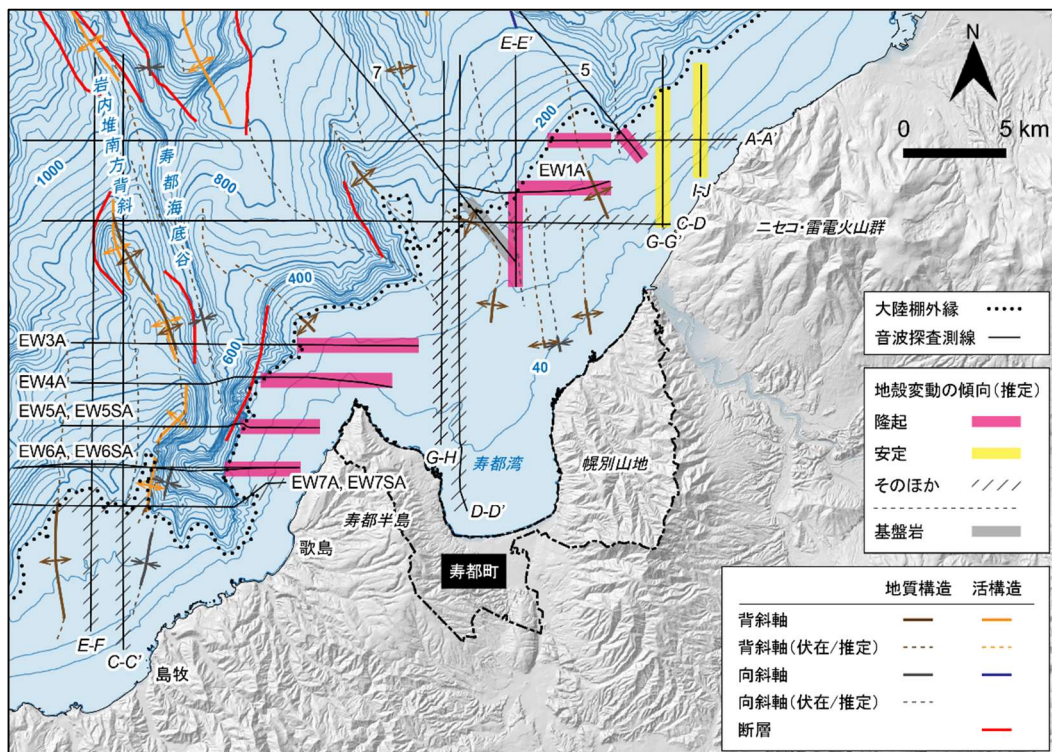 E-E'
N
7
5
0 5 km
200
A-A'
岩内堆南方背斜
寿都海底谷
1000
800
EW1A
I-J
C-D
G-G'
ニセコ・雷電火山群
400
600
EW3A
EW4A
40
EW5A, EW5SA
EW6A, EW6SA
G-H
寿都湾
幌別山地
EW7A, EW7SA
D-D'
寿都半島
歌島
寿都町
E-F
C-C'
島牧
大陸棚外縁
音波探査測線
地殻変動の傾向(推定)
隆起
安定
そのほか
基盤岩
地質構造 活構造
背斜軸
背斜軸(伏在/推定)
向斜軸
向斜軸(伏在/推定)
断層